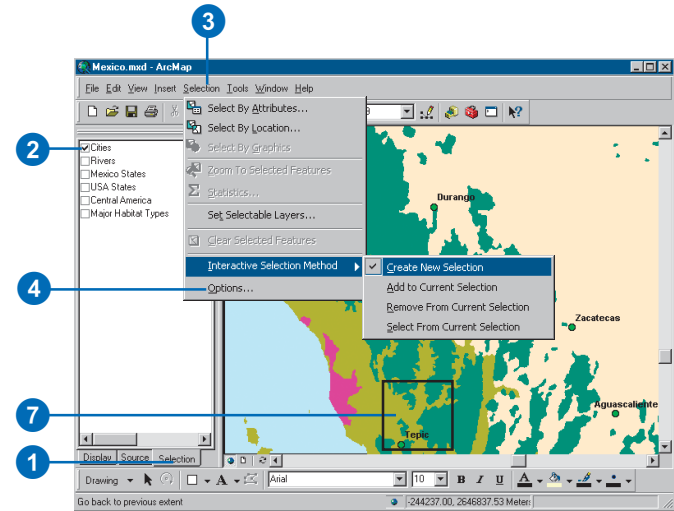 3
Mexico.mxd - ArcMap
File Edit View Insert Selection Tools Window Help
Select By Attributes...
Select By Location...
Select By Graphics
Zoom To Selected Features
Statistics...
Set Selectable Layers...
Clear Selected Features
Interactive Selection Method
Options...
Create New Selection
Add to Current Selection
Remove From Current Selection
Select From Current Selection
2
Cities
Rivers
Mexico States
USA States
Central America
Major Habitat Types
4
7
1
Durango
Zacatecas
Aguascaliente
Tepic
Display Source Selection
Drawing A Arial 10 B I U A
Go back to previous extent
-244237.00, 2646837.53 Meters